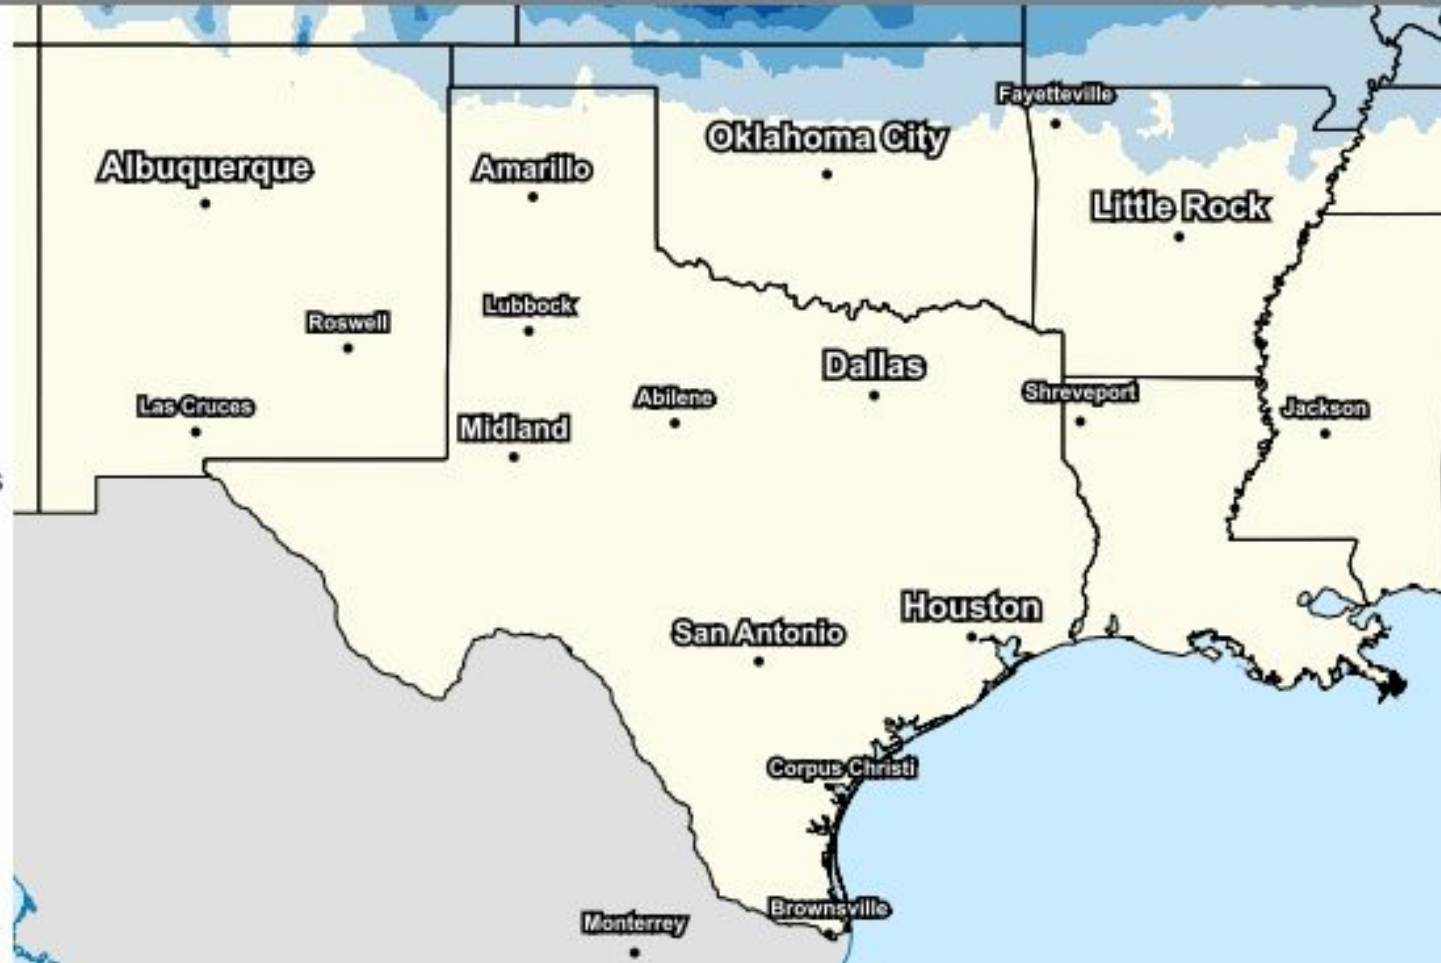 Fayetteville
Oklahoma City
Albuquerque
Amarillo
Little Rock
Lubbock
Roswell
Dallas
Shreveport
Abilene
Las Cruces
Jackson
Midland
Houston
San Antonio
Corpus Christi
Brownsville
Monterrey